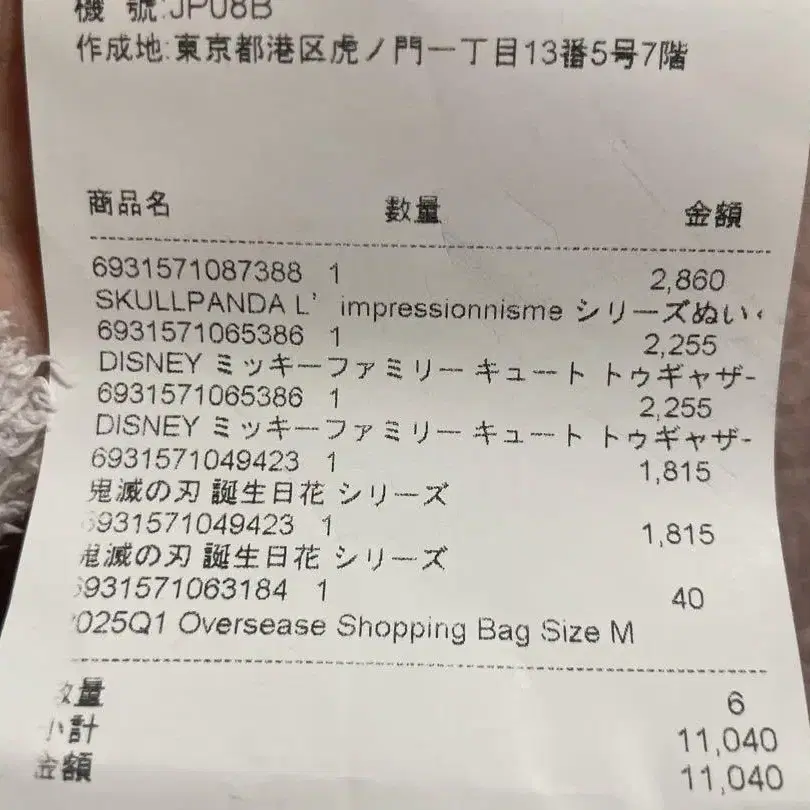 機 號:JP08B
作成地:東京都港区虎ノ門一丁目13番5号7階
商品名 数量 金額
6931571087388 1 2,860
SKULLPANDA L’ impressionnisme シリーズぬい
6931571065386 1 2,255
DISNEY ミッキーファミリー キュート トゥギャザー
6931571065386 1 2,255
DISNEY ミッキーファミリー キュート トゥギャザー
6931571049423 1 1,815
鬼滅の刃 誕生日花 シリーズ
6931571049423 1 1,815
鬼滅の刃 誕生日花 シリーズ
6931571063184 1 40
2025Q1 Oversease Shopping Bag Size M
数量 6
小計 11,040
金額 11,040